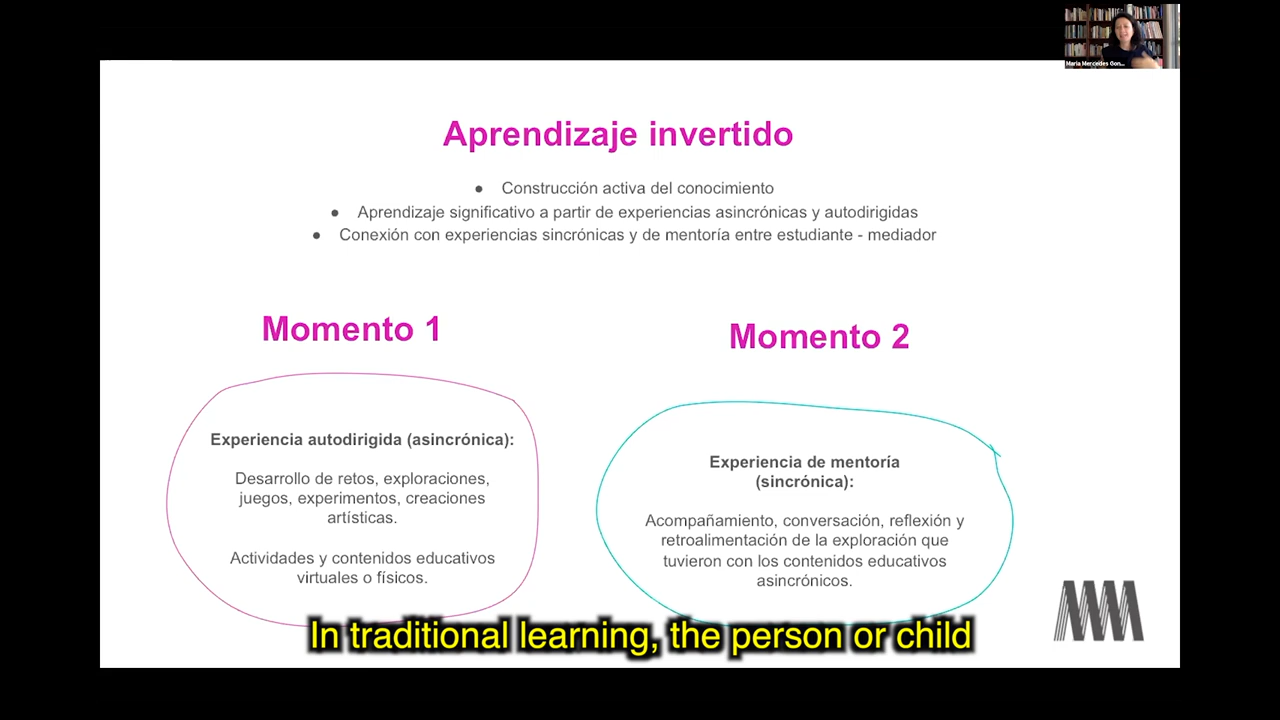 Maria Mercedes Gon...
Aprendizaje invertido
● Construcción activa del conocimiento
● Aprendizaje significativo a partir de experiencias asincrónicas y autodirigidas
● Conexión con experiencias sincrónicas y de mentoría entre estudiante - mediador
Momento 1
Experiencia autodirigida (asincrónica):
Desarrollo de retos, exploraciones,
juegos, experimentos, creaciones
artísticas.
Actividades y contenidos educativos
virtuales o físicos.
Momento 2
Experiencia de mentoría
(sincrónica):
Acompañamiento, conversación, reflexión y
retroalimentación de la exploración que
tuvieron con los contenidos educativos
asincrónicos.
MM
In traditional learning, the person or child